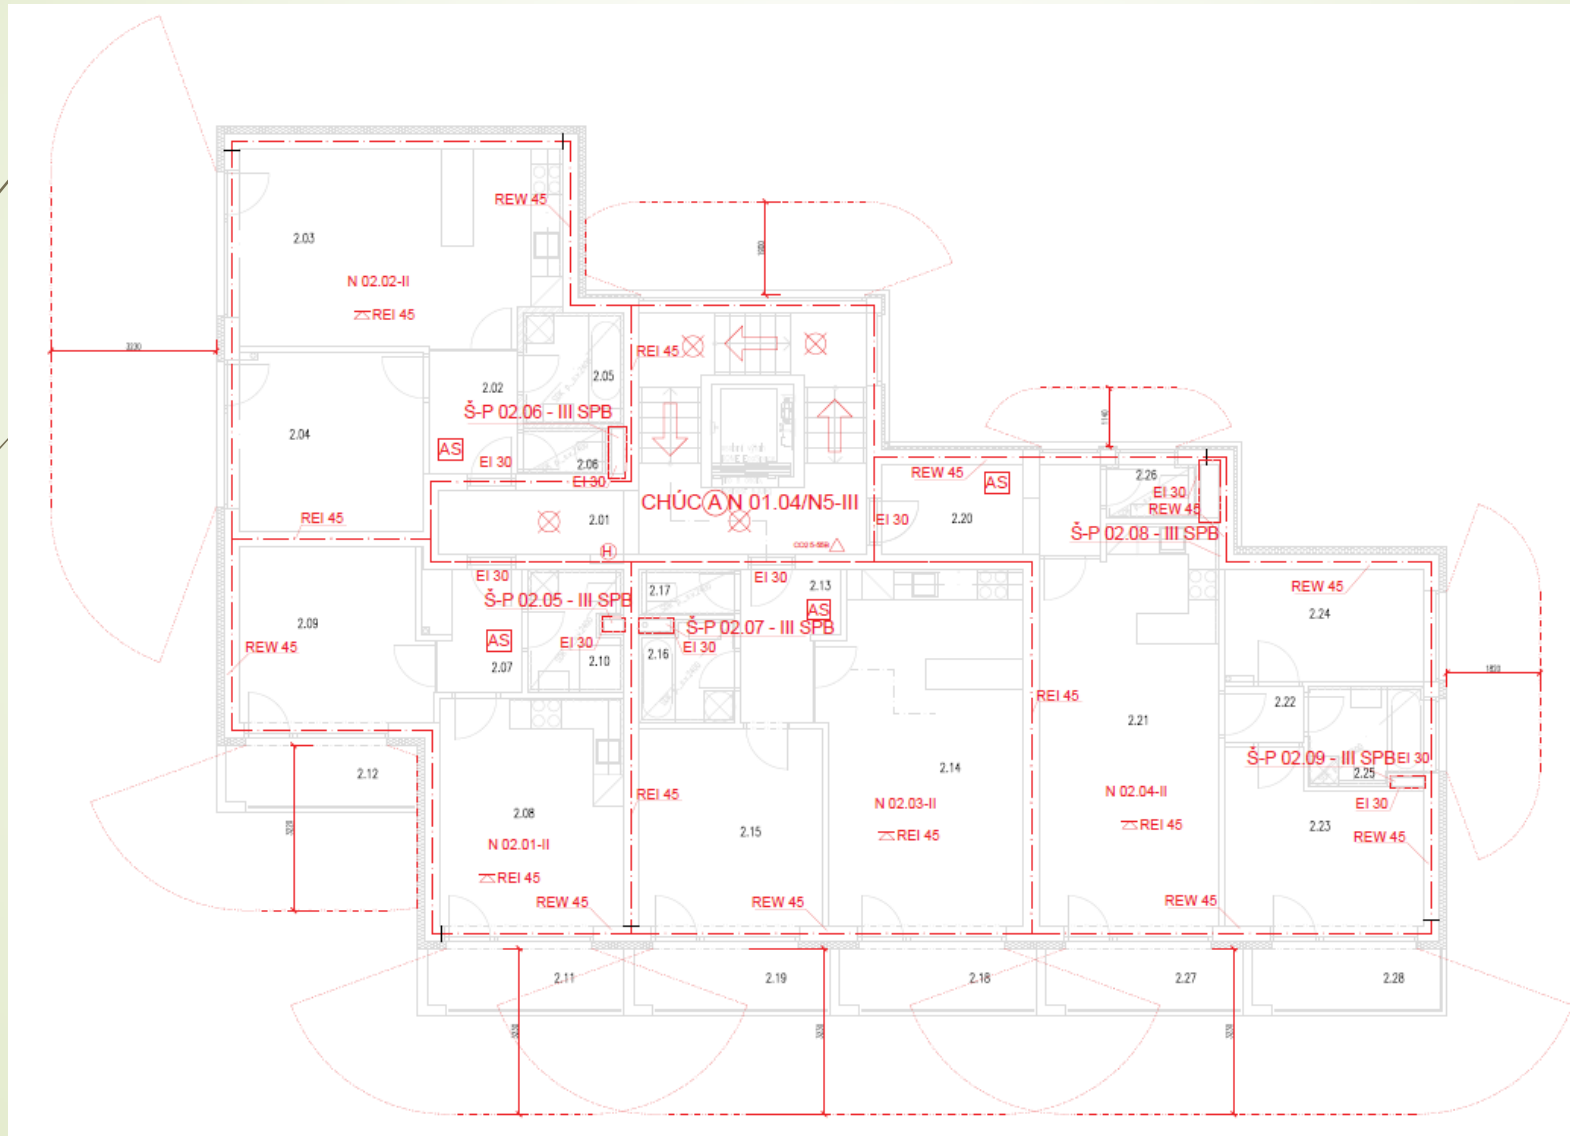 1980
REW 45
2.03
N 02.02-II
REI 45
3230
REI 45
2.02
2.05
Š-P 02.06 - III SPB
2.04
AS
EI 30
2.06
EI 30
REI 45
2.01
H
CHÚC A N 01.04/N5-III
1140
REW 45
AS
2.26
EI 30
REW 45
EI 30
2.20
Š-P 02.08 - III SPB
EI 30
EI 30
2.13
2.17
Š-P 02.05 - III SPB
AS
Š-P 02.07 - III SPB
2.09
REW 45
AS
EI 30
2.10
2.07
2.16
EI 30
REW 45
2.24
REI 45
2.22
2.21
Š-P 02.09 - III SPB
EI 30
2.25
EI 30
2.12
2.14
REI 45
N 02.04-II
REI 45
N 02.03-II
REI 45
2.08
N 02.01-II
REI 45
2.15
2.23
REW 45
REW 45
REW 45
REW 45
2.11
2.19
2.18
2.27
2.28